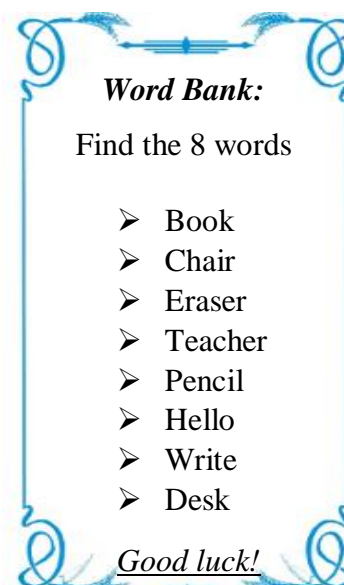 Word Bank:
Find the 8 words
➢ Book
➢ Chair
➢ Eraser
➢ Teacher
➢ Pencil
➢ Hello
➢ Write
➢ Desk
Good luck!